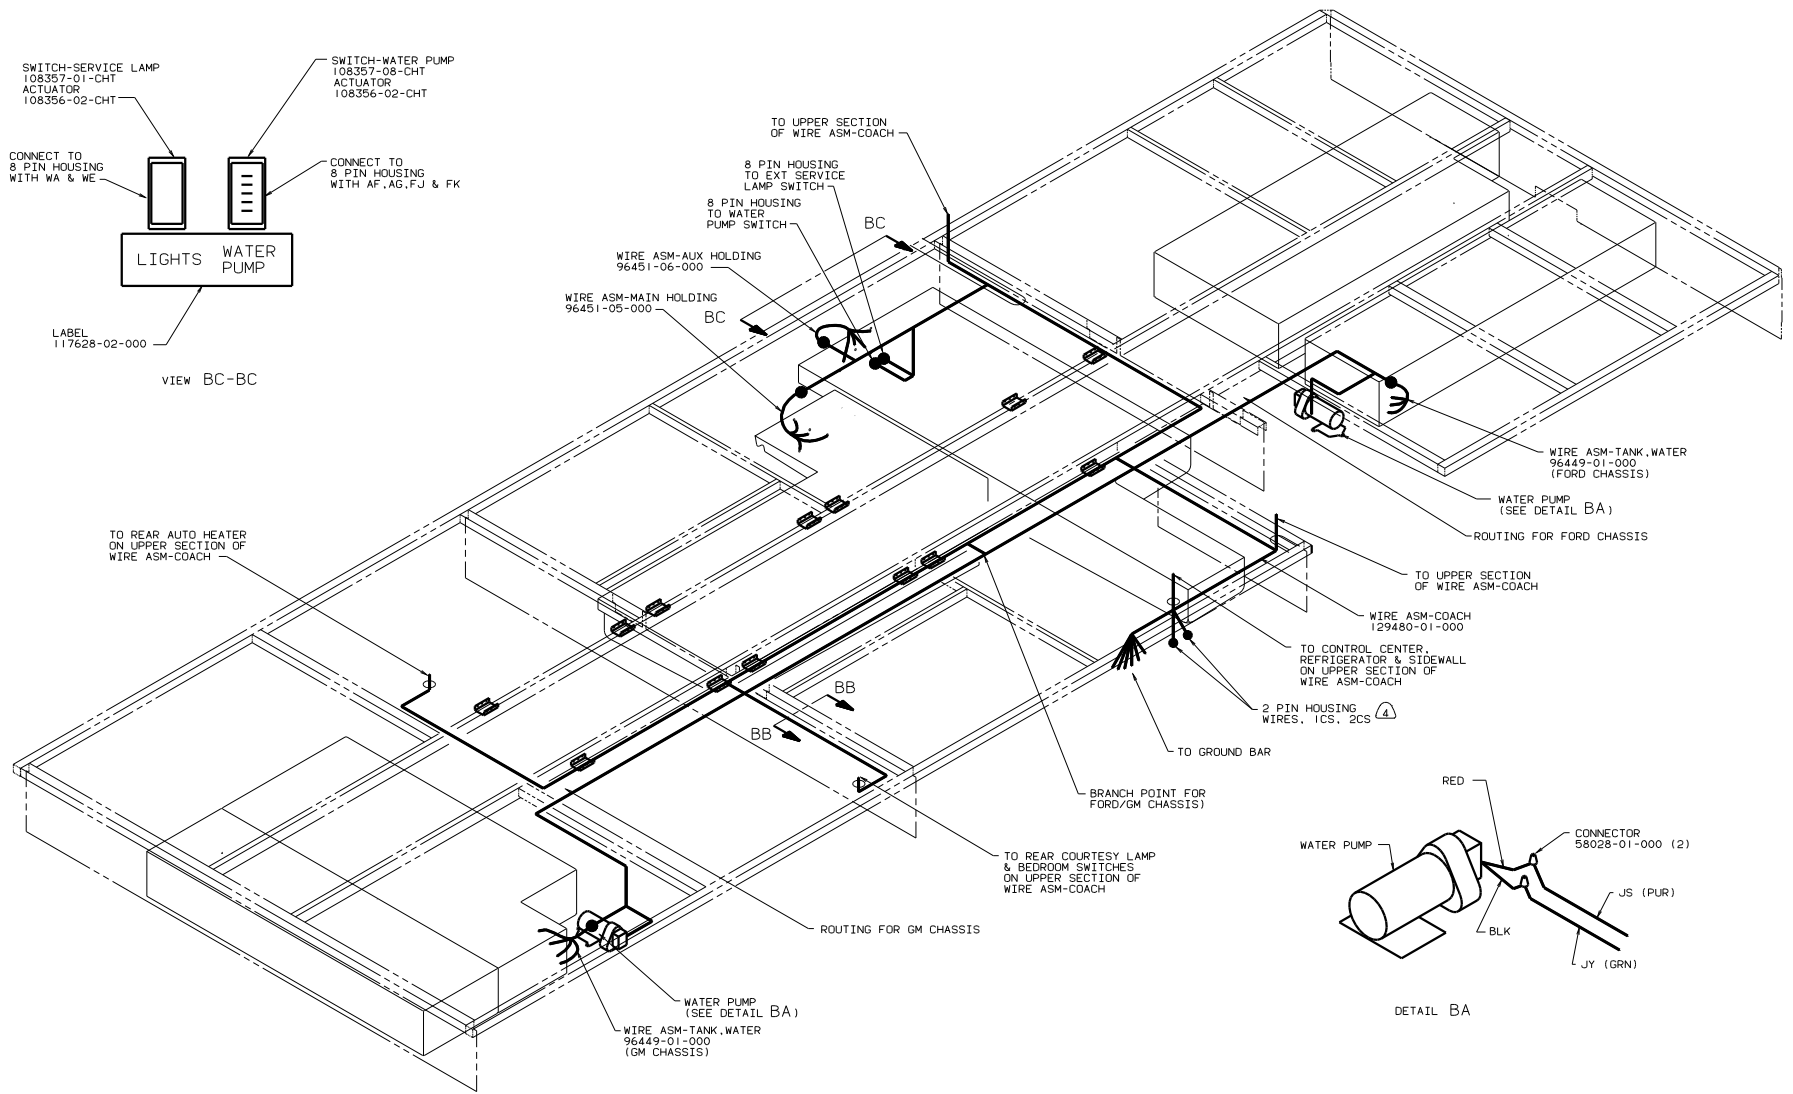 SWITCH-SERVICE LAMP
108357-01-CHT
ACTUATOR
108356-02-CHT
SWITCH-WATER PUMP
108357-08-CHT
ACTUATOR
108356-02-CHT
CONNECT TO
8 PIN HOUSING
WITH WA & WE
CONNECT TO
8 PIN HOUSING
WITH AF,AG,FJ & FK
LIGHTS
WATER
PUMP
LABEL
117628-02-000
VIEW BC-BC
TO UPPER SECTION
OF WIRE ASM-COACH
8 PIN HOUSING
TO EXT SERVICE
LAMP SWITCH
8 PIN HOUSING
TO WATER
PUMP SWITCH
BC
WIRE ASM-AUX HOLDING
96451-06-000
WIRE ASM-MAIN HOLDING
96451-05-000
BC
WIRE ASM-TANK,WATER
96449-01-000
(FORD CHASSIS)
WATER PUMP
(SEE DETAIL BA)
ROUTING FOR FORD CHASSIS
TO REAR AUTO HEATER
ON UPPER SECTION OF
WIRE ASM-COACH
TO UPPER SECTION
OF WIRE ASM-COACH
WIRE ASM-COACH
129480-01-000
TO CONTROL CENTER,
REFRIGERATOR & SIDEWALL
ON UPPER SECTION OF
WIRE ASM-COACH
2 PIN HOUSING
WIRES, 1CS, 2CS 4
BB
BB
TO GROUND BAR
BRANCH POINT FOR
FORD/GM CHASSIS)
TO REAR COURTESY LAMP
& BEDROOM SWITCHES
ON UPPER SECTION OF
WIRE ASM-COACH
ROUTING FOR GM CHASSIS
WATER PUMP
(SEE DETAIL BA)
WIRE ASM-TANK,WATER
96449-01-000
(GM CHASSIS)
RED
WATER PUMP
CONNECTOR
58028-01-000 (2)
JS (PUR)
BLK
JY (GRN)
DETAIL BA